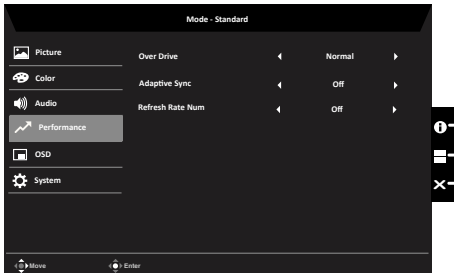 Mode - Standard
Picture
Over Drive Normal
Color
Adaptive Sync Off
Audio
Refresh Rate Num Off
Performance
OSD
System
Move Enter